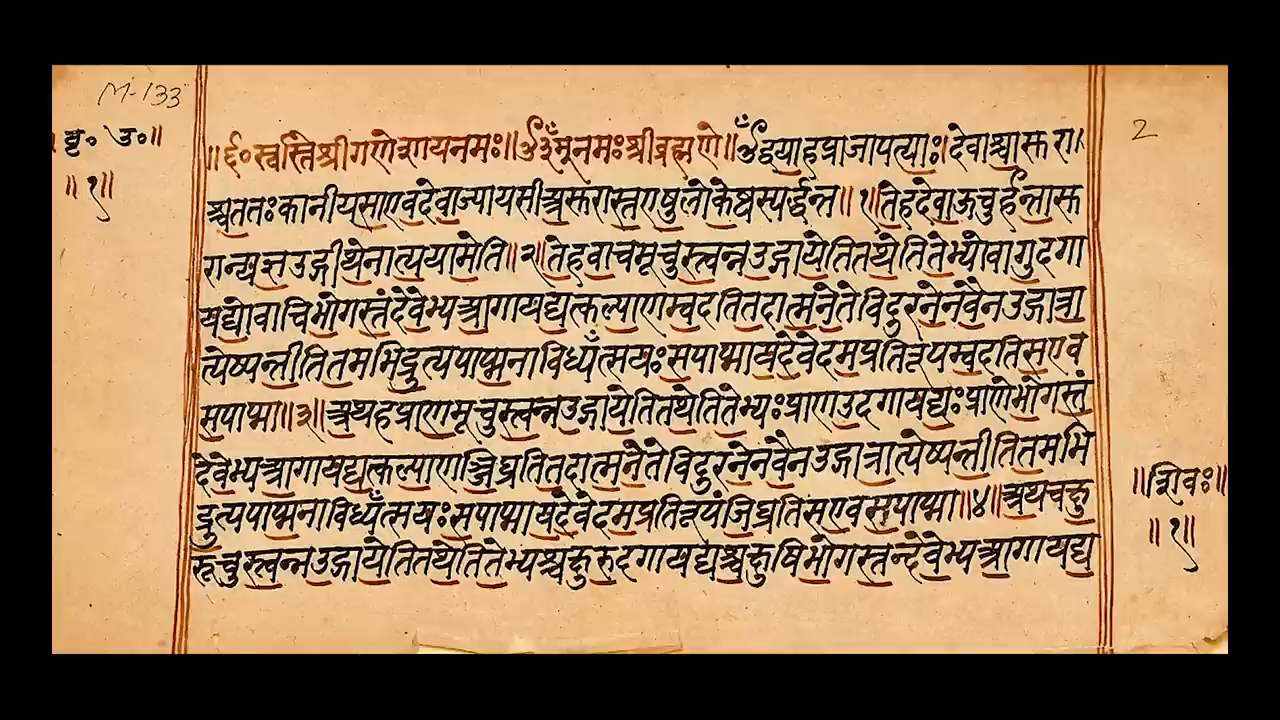 M-133
बृ० उ०॥
॥१॥
2
॥६०स्वस्तिश्रीगणेशायनमः॥ॐनमःश्रीब्रह्मणे॥ॐद्वयाहप्राजापत्याः।देवाश्चासुरा।
श्चततःकानीयसाएवदेवाज्यायसीअसुरास्तएषुलोकेष्वस्पर्द्धन्त॥१॥तेहदेवाऊचुर्हन्तासु
रान्यज्ञउद्गीथेनात्ययामेति॥२॥तेहवाचमूचुस्त्वन्नउद्गायेतितथेतितेभ्योवागुदगा
यद्योवाचिभोगस्तंदेवेभ्यआगायद्यत्कल्याणम्वदतितदात्मनेतेविदुरनेनवैनउद्गात्रा
त्येष्यन्तीतितमभिद्रुत्यपाप्मनाविध्यँत्सयःसपाप्मायदेवेदमप्रतिरूपम्वदतिसएव
सपाप्मा॥३॥अथहप्राणमूचुस्त्वन्नउद्गायेतितथेतितेभ्यःप्राणउदगायद्यःप्राणेभोगस्तं
देवेभ्यआगायद्यत्कल्याणञ्जिघ्रतितदात्मनेतेविदुरनेनवैनउद्गात्रात्येष्यन्तीतितमभि
द्रुत्यपाप्मनाविध्यँत्सयःसपाप्मायदेवेदमप्रतिरूपंजिघ्रतिसएवसपाप्मा॥४॥अथचक्षु
रूचुस्त्वन्नउद्गायेतितथेतितेभ्यश्चक्षुरुदगायद्यश्चक्षुषिभोगस्तन्देवेभ्यआगायद्य
॥शिवः॥
॥१॥